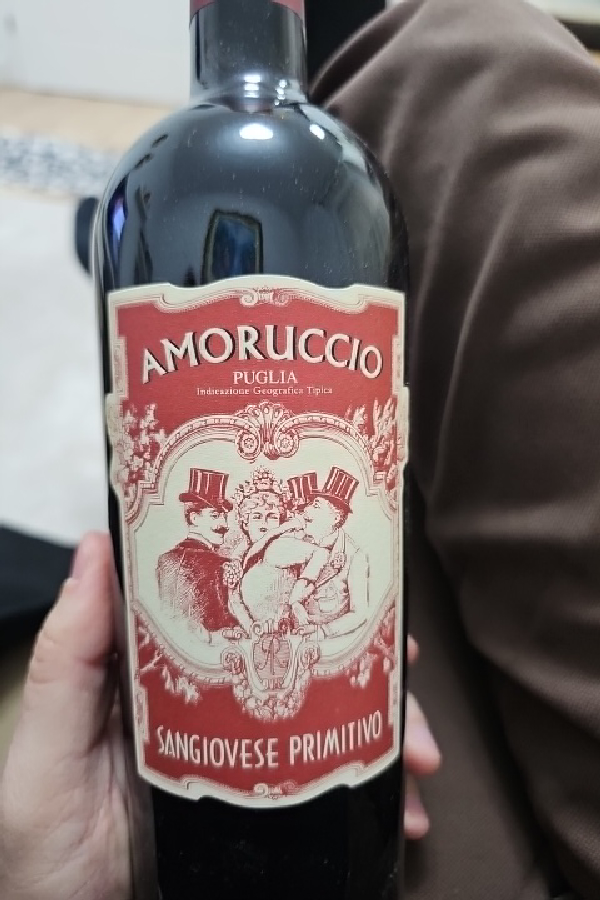 AMORUCCIO
PUGLIA
Indicazione Geografica Tipica
SANGIOVESE PRIMITIVO